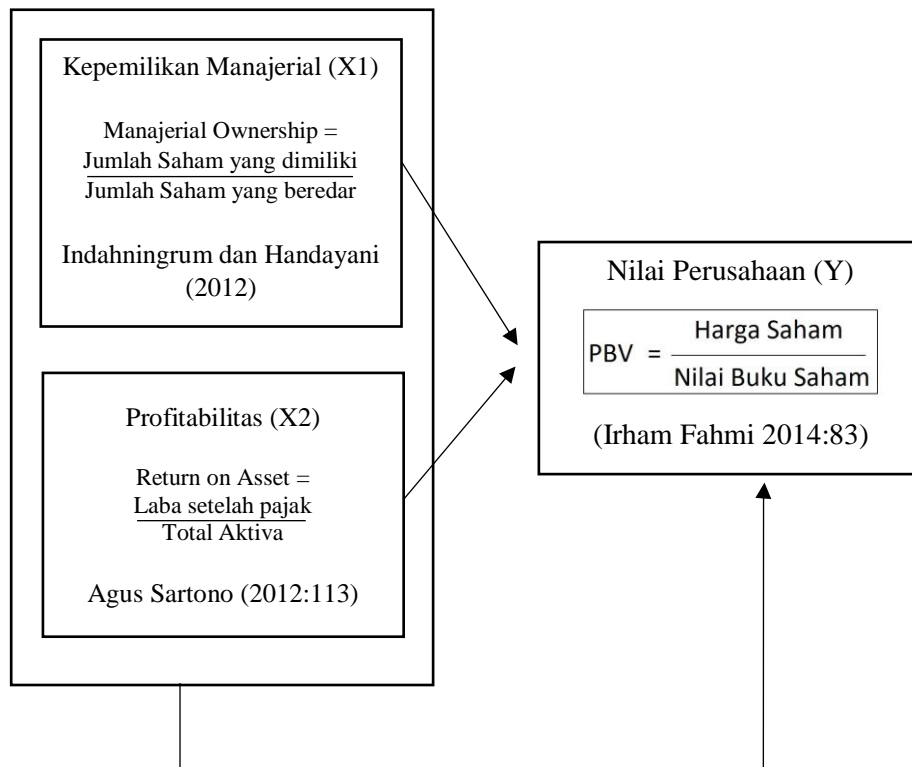 Kepemilikan Manajerial (X1)
Manajerial Ownership =
Jumlah Saham yang dimiliki
Jumlah Saham yang beredar
Indahningrum dan Handayani
(2012)
Profitabilitas (X2)
Return on Asset =
Laba setelah pajak
Total Aktiva
Agus Sartono (2012:113)
Nilai Perusahaan (Y)
PBV =
Harga Saham
Nilai Buku Saham
(Irham Fahmi 2014:83)